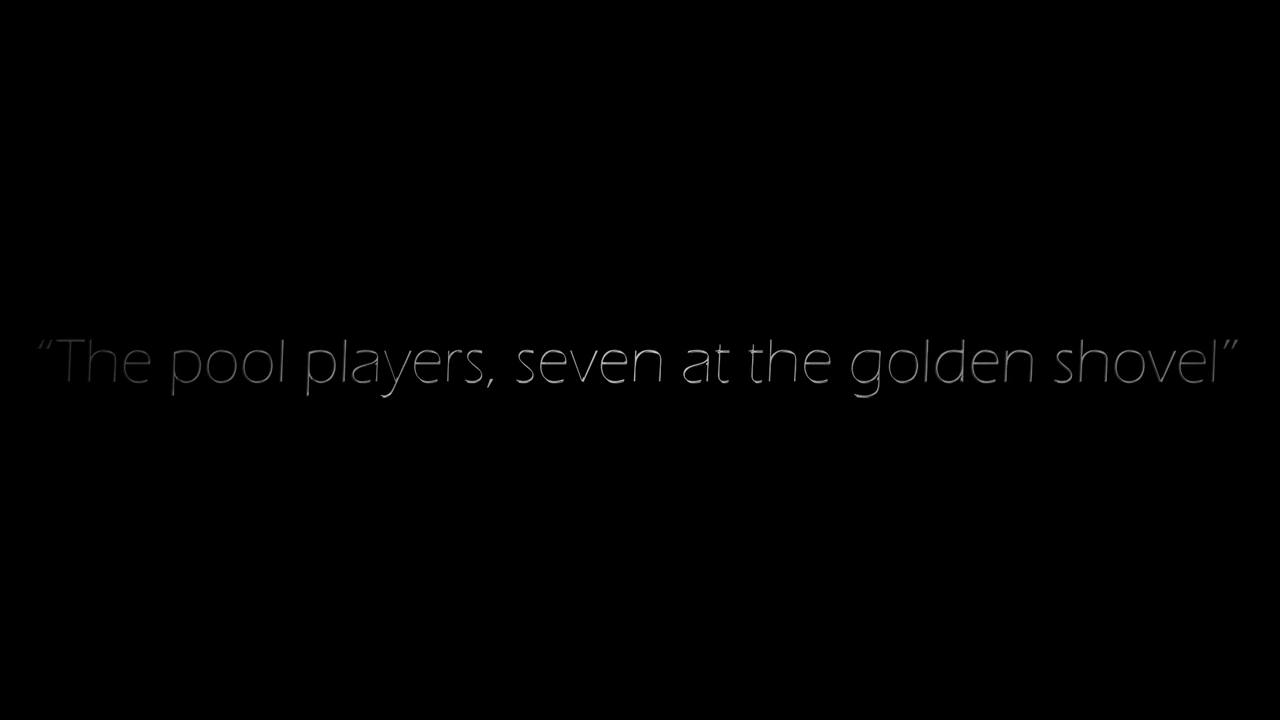 “The pool players, seven at the golden shovel”